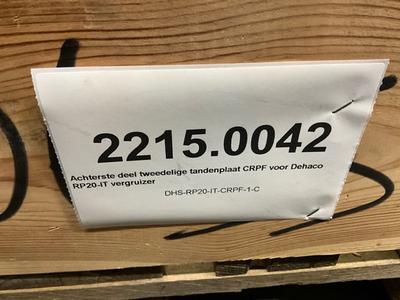 2215.0042
Achterste deel tweedelige tandenplaat CRPF voor Dehaco
RP20-IT vergruizer
DHS-RP20-IT-CRPF-1-C